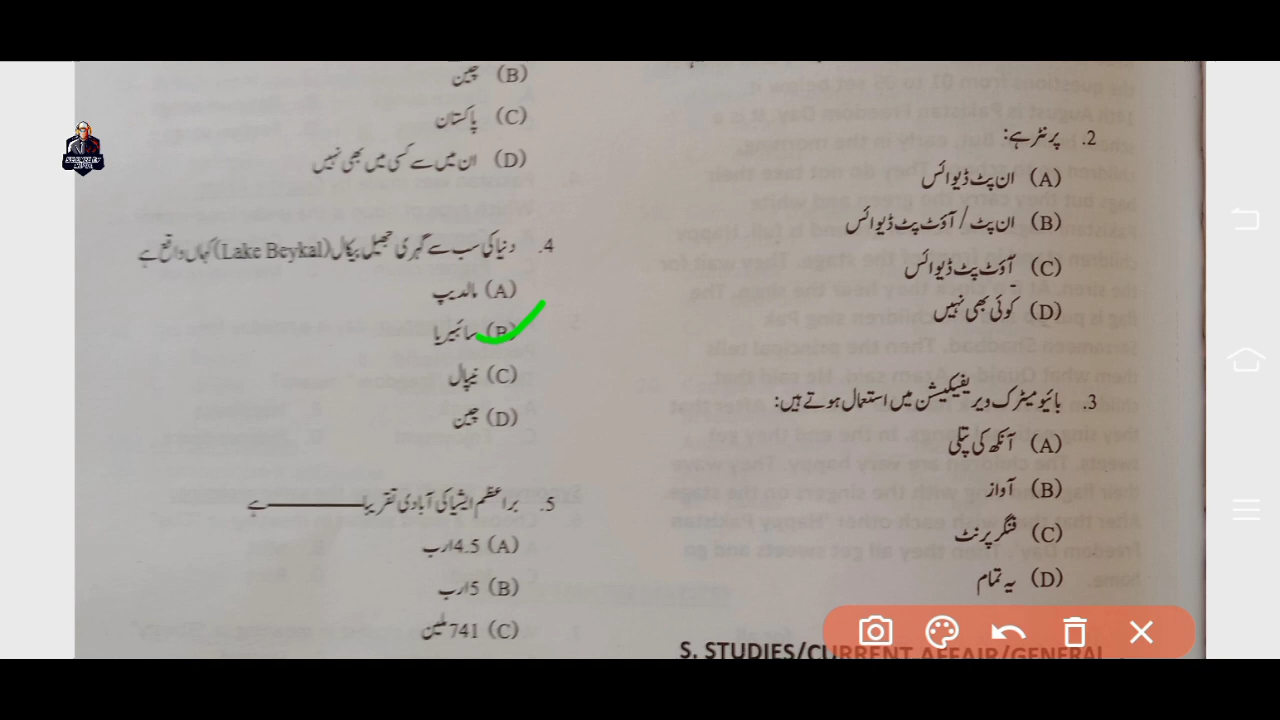 2. پرنٹر ہے:
(A) ان پٹ ڈیوائس
(B) ان پٹ / آؤٹ پٹ ڈیوائس
(C) آؤٹ پٹ ڈیوائس
(D) کوئی بھی نہیں
3. بائیو میٹرک ویریفیکیشن میں استعمال ہوتے ہیں:
(A) آنکھ کی پتلی
(B) آواز
(C) فنگر پرنٹ
(D) یہ تمام
S. STUDIES/CURRENT AFFAIR/GENERAL
(B) چین
(C) پاکستان
(D) ان میں سے کسی میں بھی نہیں
4. دنیا کی سب سے گہری جھیل بیکال (Lake Beykal) کہاں واقع ہے
(A) مالدیپ
(B) سائبیریا
(C) نیپال
(D) چین
5. براعظم ایشیا کی آبادی تقریبا ــــــــــــ ہے
(A) 4.5 ارب
(B) 5 ارب
(C) 741 ملین